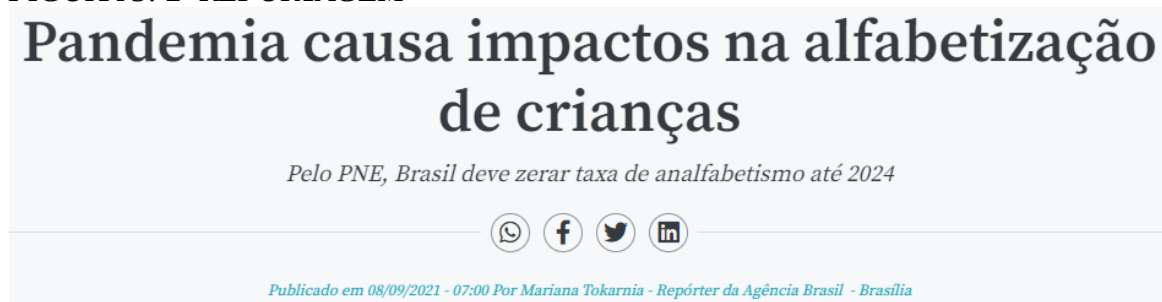 Pandemia causa impactos na alfabetização
de crianças
Pelo PNE, Brasil deve zerar taxa de analfabetismo até 2024
Publicado em 08/09/2021 - 07:00 Por Mariana Tokarnia - Repórter da Agência Brasil - Brasília